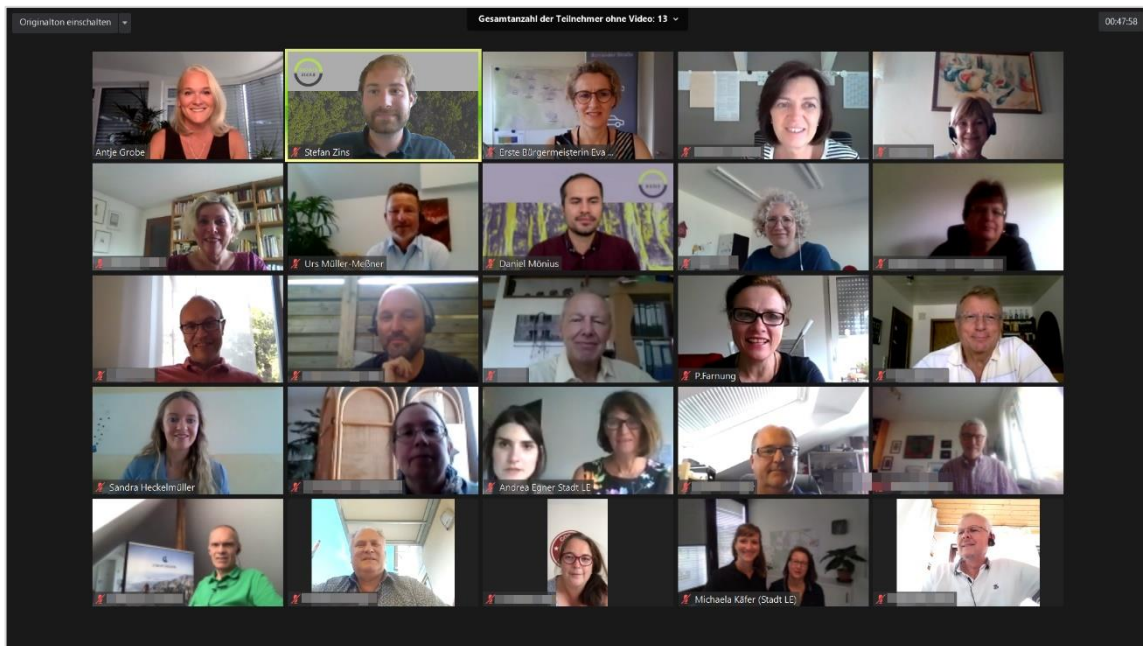 Originalton einschalten
Gesamtanzahl der Teilnehmer ohne Video: 13
00:47:58
Antje Grobe
Stefan Zins
Erste Bürgermeisterin Eva ...
Urs Müller-Meßner
Daniel Mönius
P.Farnung
Sandra Heckelmüller
Andrea Egner Stadt LE
Michaela Käfer (Stadt LE)